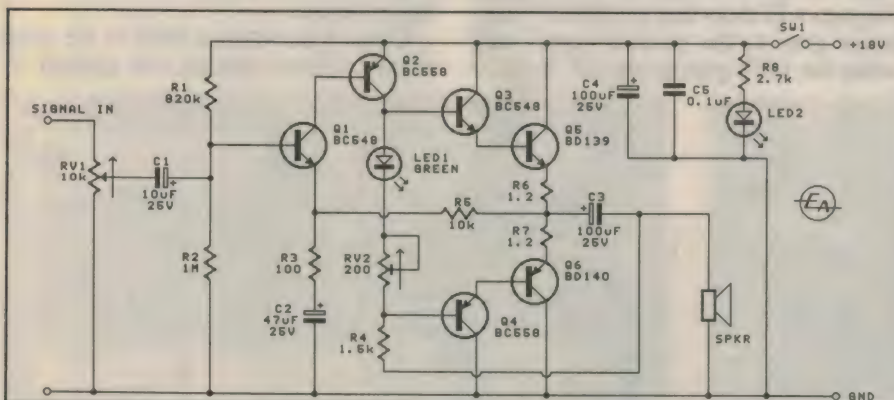 SIGNAL IN
RV1
10k
C1
10uF
25V
R1
820k
R2
1M
Q1
BC548
Q2
BC558
LED1
GREEN
R3
100
C2
47uF
25V
RV2
200
R4
1.5k
R5
10k
Q3
BC548
Q4
BC558
Q5
BD139
R6
1.2
R7
1.2
Q6
BD140
C3
100uF
25V
C4
100uF
25V
C5
0.1uF
R8
2.7k
LED2
SW1
+18V
EA
SPKR
GND